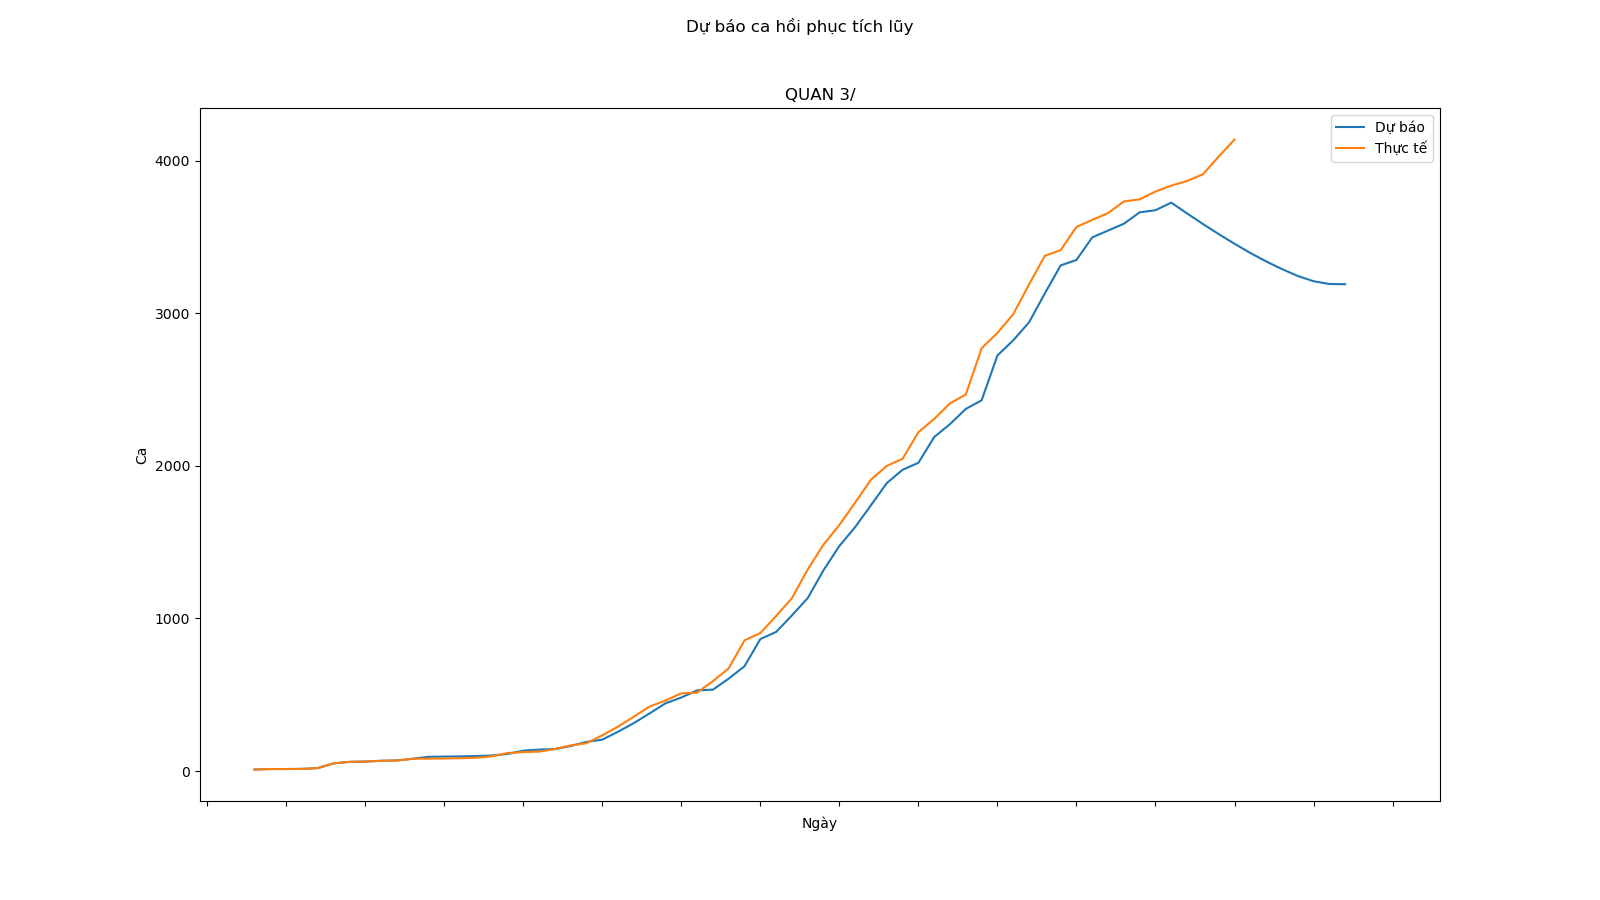 Dự báo ca hồi phục tích lũy
QUAN 3/
Dự báo
Thực tế
4000
3000
2000
1000
0
Ca
Ngày